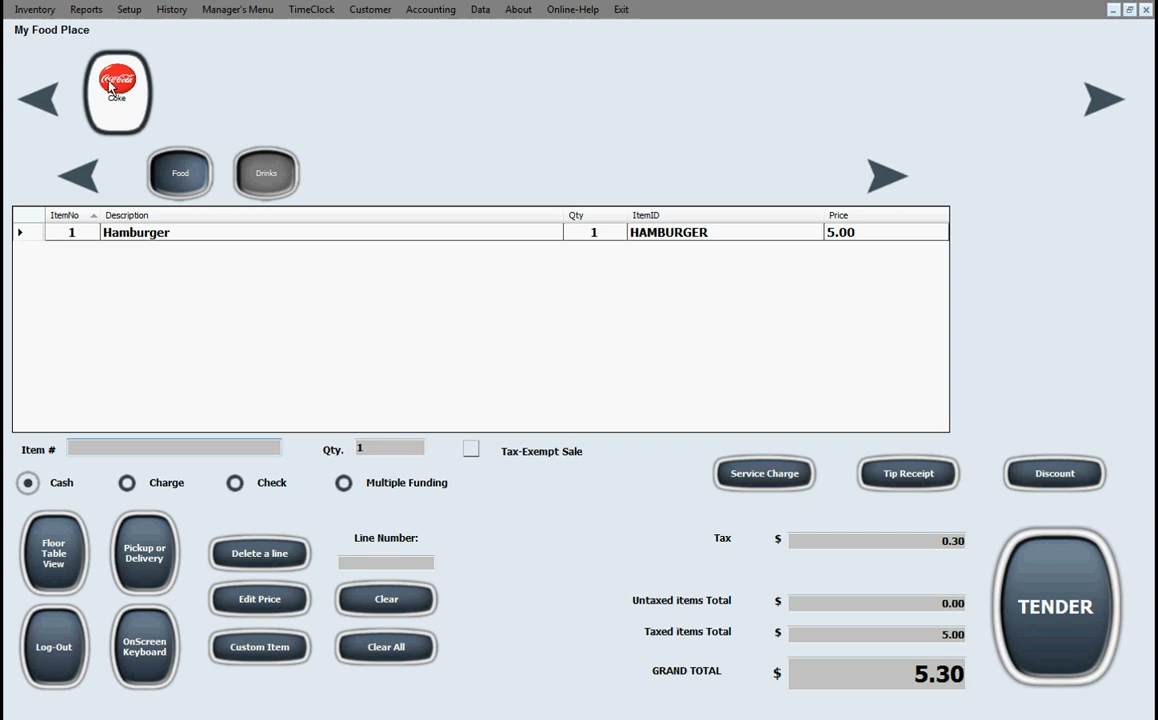 Inventory Reports Setup History Manager's Menu TimeClock Customer Accounting Data About Online-Help Exit
My Food Place
Coca-Cola
Coke
Food Drinks
ItemNo Description Qty ItemID Price
1 Hamburger 1 HAMBURGER 5.00
Item # Qty. 1 Tax-Exempt Sale
Cash Charge Check Multiple Funding
Service Charge Tip Receipt Discount
Floor
Table
View
Pickup or
Delivery
Delete a line
Line Number:
Edit Price
Clear
Log-Out
OnScreen
Keyboard
Custom Item
Clear All
Tax $ 0.30
Untaxed items Total $ 0.00
Taxed items Total $ 5.00
GRAND TOTAL $ 5.30
TENDER